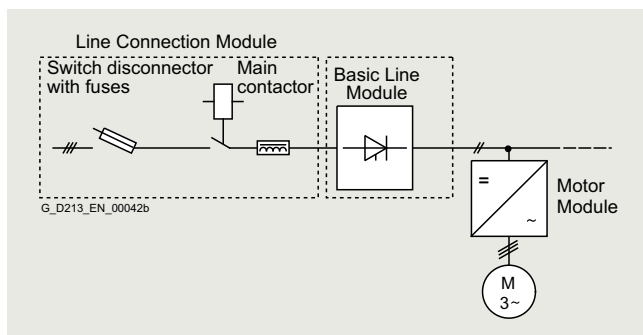 Line Connection Module
Switch disconnector
with fuses
Main
contactor
Basic Line
Module
G_D213_EN_00042b
=
~
Motor
Module
M
3~